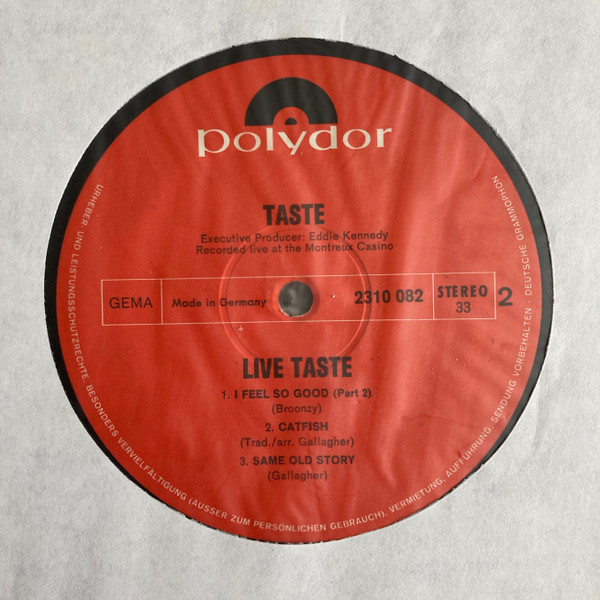 polydor
TASTE
Executive Producer: Eddie Kennedy
Recorded live at the Montreux Casino
GEMA
Made in Germany
2310 082
STEREO
33
2
LIVE TASTE
1. I FEEL SO GOOD (Part 2)
(Broonzy)
2. CATFISH
(Trad./arr. Gallagher)
3. SAME OLD STORY
(Gallagher)
URHEBER- UND LEISTUNGSSCHUTZRECHTE, BESONDERS VERVIELFÄLTIGUNG (AUSSER ZUM PERSÖNLICHEN GEBRAUCH), VERMIETUNG, AUFFÜHRUNG, SENDUNG VORBEHALTEN DEUTSCHE GRAMMOPHON